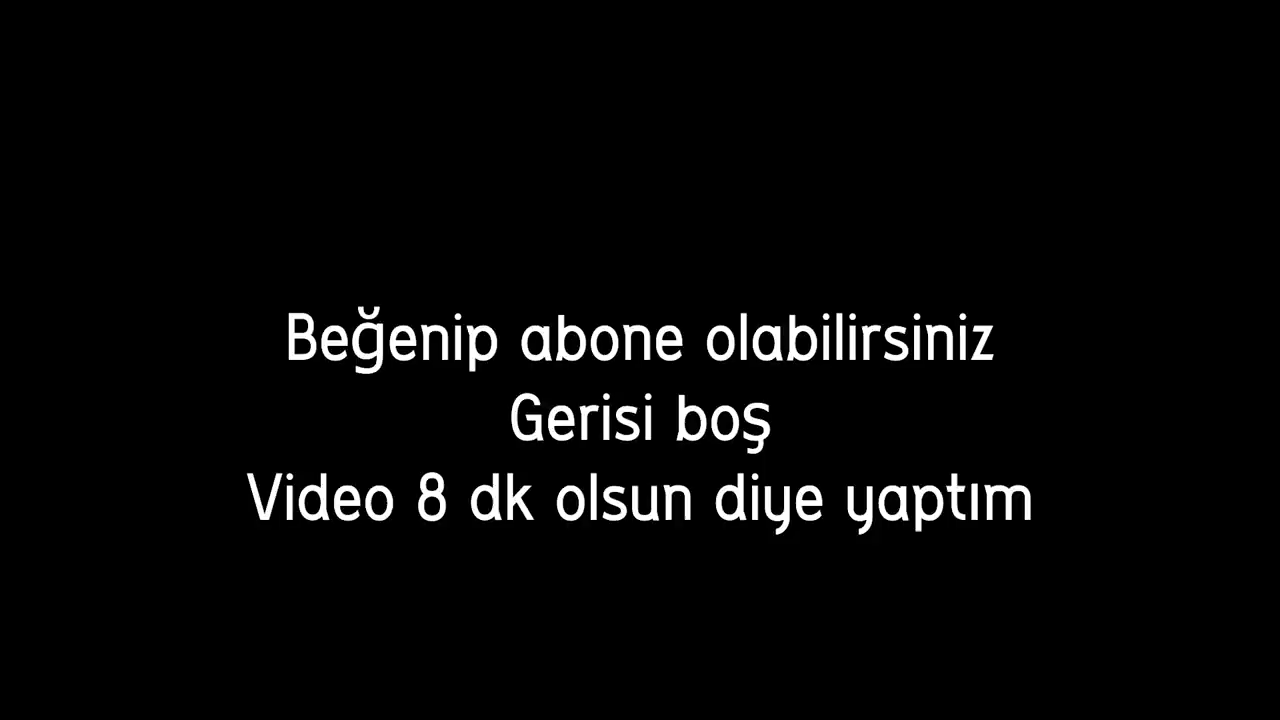 Beğenip abone olabilirsiniz
Gerisi boş
Video 8 dk olsun diye yaptım